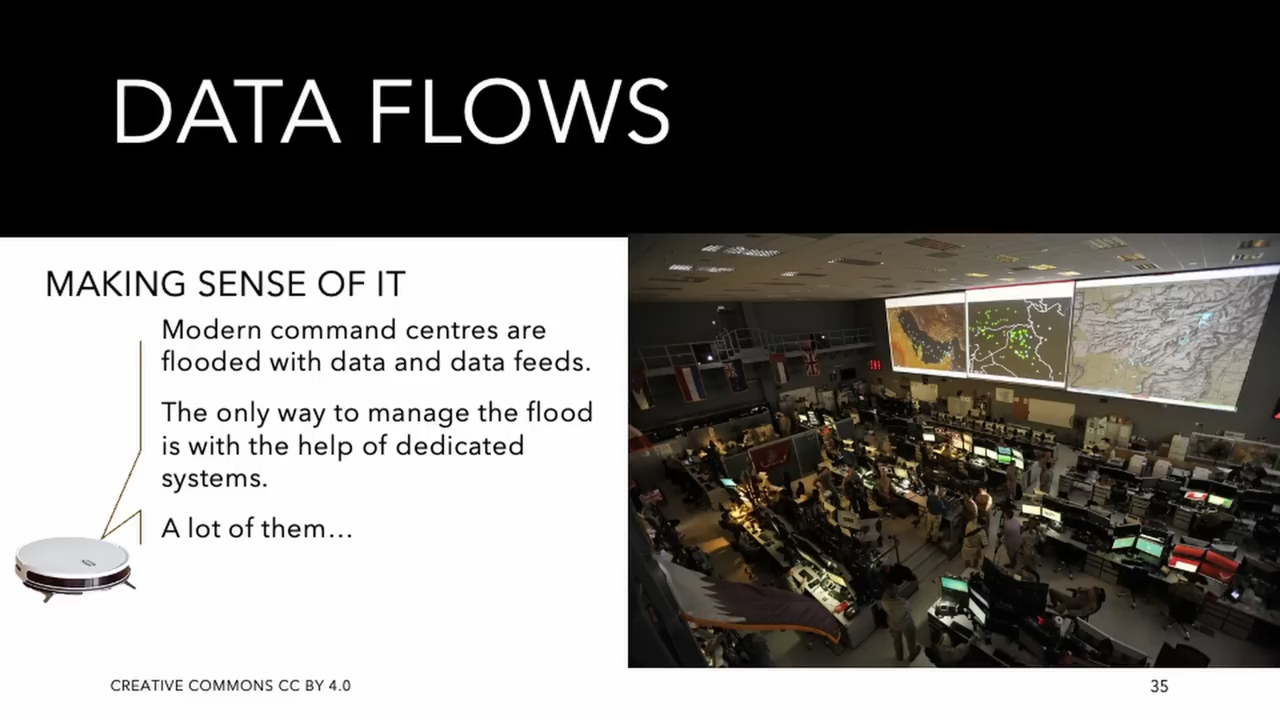 DATA FLOWS
MAKING SENSE OF IT
Modern command centres are
flooded with data and data feeds.
The only way to manage the flood
is with the help of dedicated
systems.
A lot of them…
CREATIVE COMMONS CC BY 4.0
35